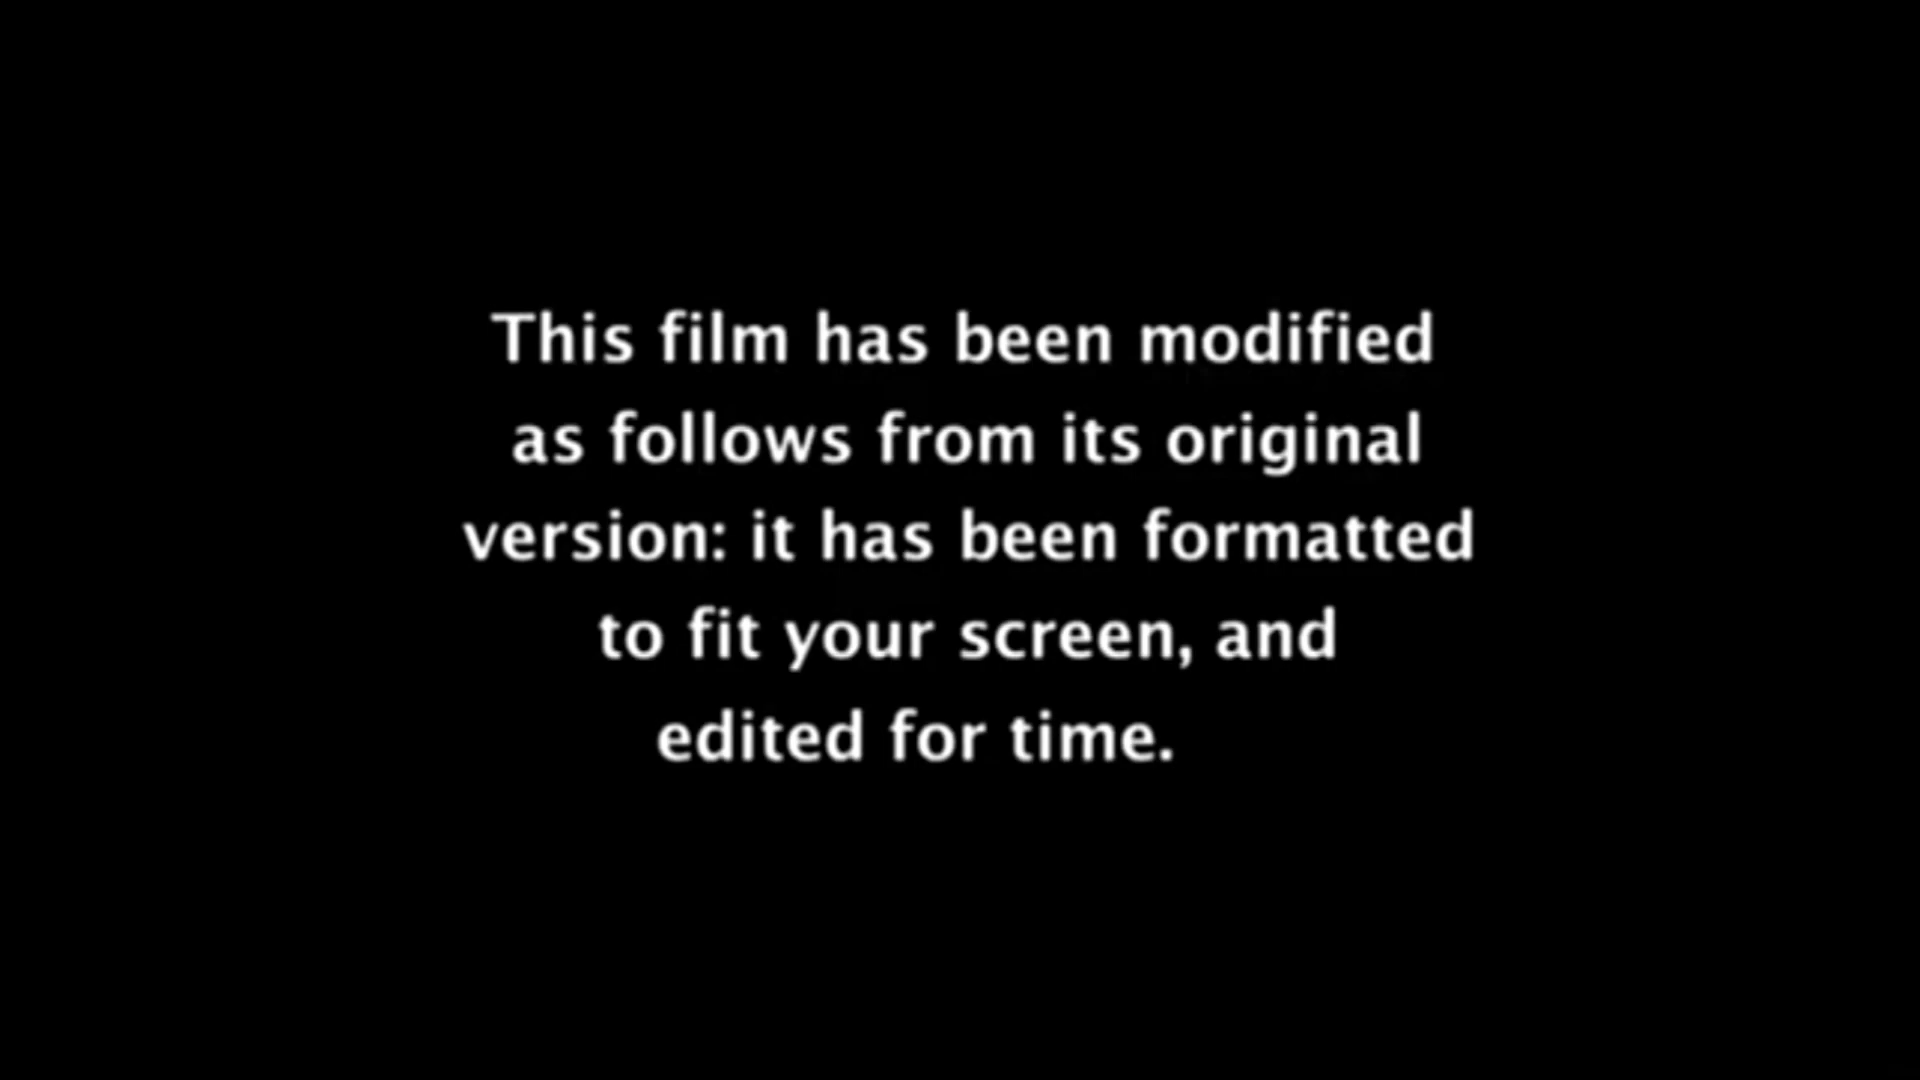 This film has been modified
as follows from its original
version: it has been formatted
to fit your screen, and
edited for time.